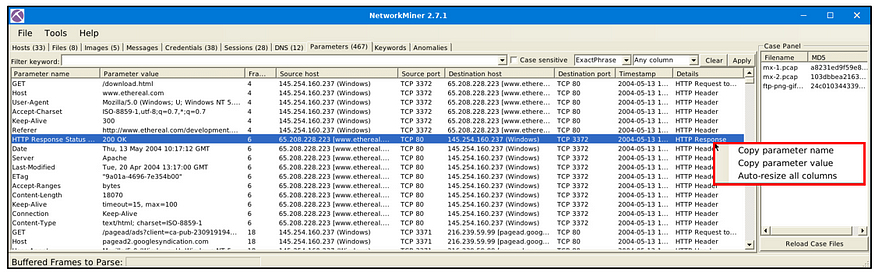 NetworkMiner 2.7.1
File Tools Help
Hosts (33) Files (8) Images (5) Messages Credentials (38) Sessions (28) DNS (12) Parameters (467) Keywords Anomalies
Filter keyword: Case sensitive ExactPhrase Any column Clear Apply
Parameter name Parameter value Fra... Source host Source port Destination host Destination port Timestamp Details
GET /download.html 4 145.254.160.237 (Windows) TCP 3372 65.208.228.223 [www.ethere... TCP 80 2004-05-13 1... HTTP Request to...
Host www.ethereal.com 4 145.254.160.237 (Windows) TCP 3372 65.208.228.223 [www.ethere... TCP 80 2004-05-13 1... HTTP Header
User-Agent Mozilla/5.0 (Windows; U; Windows NT 5.... 4 145.254.160.237 (Windows) TCP 3372 65.208.228.223 [www.ethere... TCP 80 2004-05-13 1... HTTP Header
Accept-Charset ISO-8859-1,utf-8;q=0.7,*;q=0.7 4 145.254.160.237 (Windows) TCP 3372 65.208.228.223 [www.ethere... TCP 80 2004-05-13 1... HTTP Header
Keep-Alive 300 4 145.254.160.237 (Windows) TCP 3372 65.208.228.223 [www.ethere... TCP 80 2004-05-13 1... HTTP Header
Referer http://www.ethereal.com/development.... 4 145.254.160.237 (Windows) TCP 3372 65.208.228.223 [www.ethere... TCP 80 2004-05-13 1... HTTP Header
HTTP Response Status ... 200 OK 6 65.208.228.223 [www.ethereal.... TCP 80 145.254.160.237 (Windows) TCP 3372 2004-05-13 1... HTTP Response
Date Thu, 13 May 2004 10:17:12 GMT 6 65.208.228.223 [www.ethereal.... TCP 80 145.254.160.237 (Windows) TCP 3372 2004-05-13 1... HTTP Header
Server Apache 6 65.208.228.223 [www.ethereal.... TCP 80 145.254.160.237 (Windows) TCP 3372 2004-05-13 1... HTTP Heade
Last-Modified Tue, 20 Apr 2004 13:17:00 GMT 6 65.208.228.223 [www.ethereal.... TCP 80 145.254.160.237 (Windows) TCP 3372 2004-05-13 1... HTTP Heade
ETag "9a01a-4696-7e354b00" 6 65.208.228.223 [www.ethereal.... TCP 80 145.254.160.237 (Windows) TCP 3372 2004-05-13 1... HTTP Heade
Accept-Ranges bytes 6 65.208.228.223 [www.ethereal.... TCP 80 145.254.160.237 (Windows) TCP 3372 2004-05-13 1... HTTP Header
Content-Length 18070 6 65.208.228.223 [www.ethereal.... TCP 80 145.254.160.237 (Windows) TCP 3372 2004-05-13 1... HTTP Header
Keep-Alive timeout=15, max=100 6 65.208.228.223 [www.ethereal.... TCP 80 145.254.160.237 (Windows) TCP 3372 2004-05-13 1... HTTP Header
Connection Keep-Alive 6 65.208.228.223 [www.ethereal.... TCP 80 145.254.160.237 (Windows) TCP 3372 2004-05-13 1... HTTP Header
Content-Type text/html; charset=ISO-8859-1 6 65.208.228.223 [www.ethereal.... TCP 80 145.254.160.237 (Windows) TCP 3372 2004-05-13 1... HTTP Header
GET /pagead/ads?client=ca-pub-230919194... 18 145.254.160.237 (Windows) TCP 3371 216.239.59.99 [pagead.goog... TCP 80 2004-05-13 1... HTTP Request to...
Host pagead2.googlesyndication.com 18 145.254.160.237 (Windows) TCP 3371 216.239.59.99 [pagead.goog... TCP 80 2004-05-13 1... HTTP Header
Copy parameter name
Copy parameter value
Auto-resize all columns
Case Panel
Filename MD5
mx-1.pcap a8231ed9f59e8...
mx-2.pcap 103dbbea2163...
ftp-png-gif... 24c010344339...
Reload Case Files
Buffered Frames to Parse: